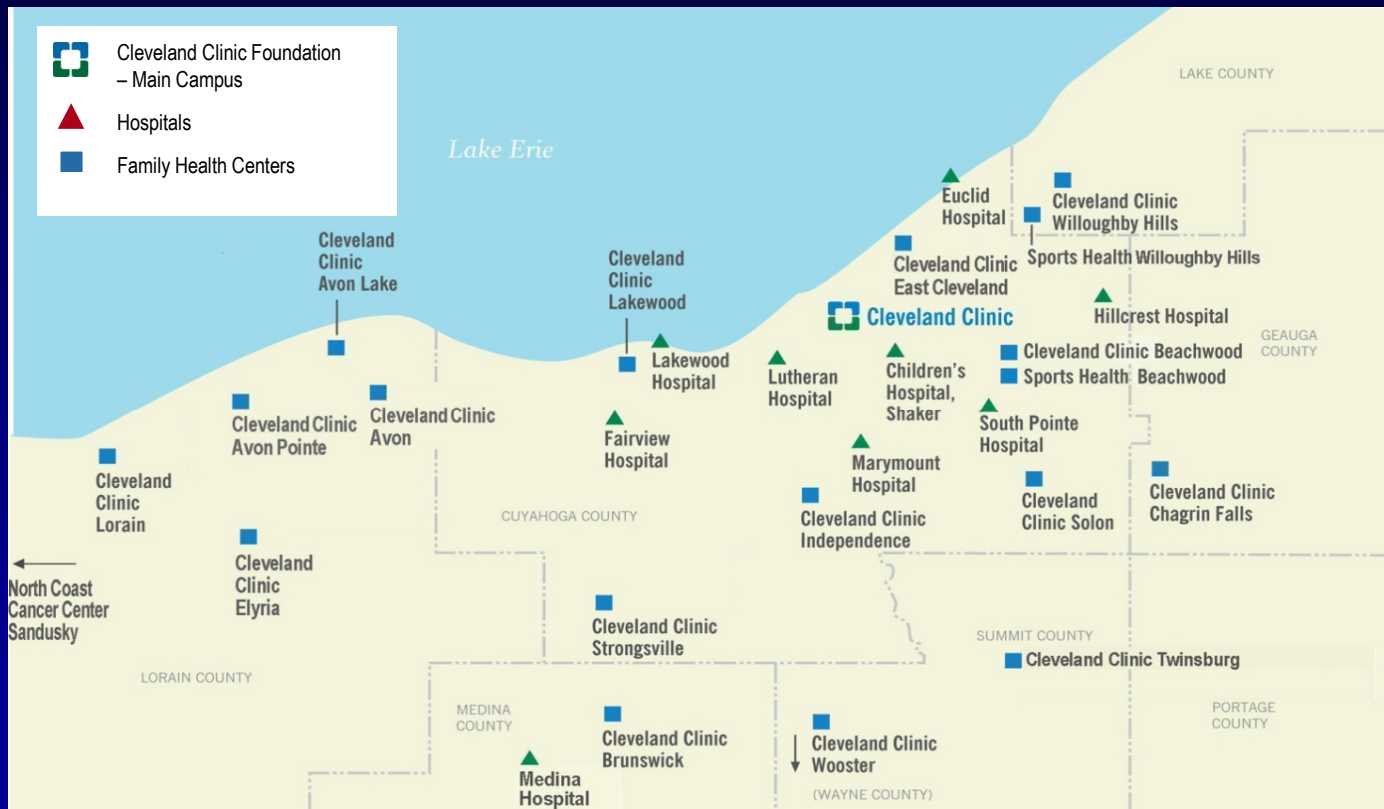 Cleveland Clinic Foundation
– Main Campus
Hospitals
Family Health Centers
LAKE COUNTY
Lake Erie
Euclid
Hospital
Cleveland Clinic
Willoughby Hills
Sports Health Willoughby Hills
Cleveland
Clinic
Avon Lake
Cleveland
Clinic
Lakewood
Cleveland Clinic
East Cleveland
Cleveland Clinic
Hillcrest Hospital
GEAUGA
COUNTY
Lakewood
Hospital
Lutheran
Hospital
Children's
Hospital,
Shaker
Cleveland Clinic Beachwood
Sports Health Beachwood
Cleveland Clinic
Avon Pointe
Cleveland Clinic
Avon
Fairview
Hospital
South Pointe
Hospital
Marymount
Hospital
Cleveland
Clinic
Lorain
CUYAHOGA COUNTY
Cleveland Clinic
Independence
Cleveland
Clinic Solon
Cleveland Clinic
Chagrin Falls
North Coast
Cancer Center
Sandusky
Cleveland
Clinic
Elyria
Cleveland Clinic
Strongsville
SUMMIT COUNTY
Cleveland Clinic Twinsburg
LORAIN COUNTY
MEDINA
COUNTY
PORTAGE
COUNTY
Cleveland Clinic
Brunswick
Cleveland Clinic
Wooster
Medina
Hospital
(WAYNE COUNTY)